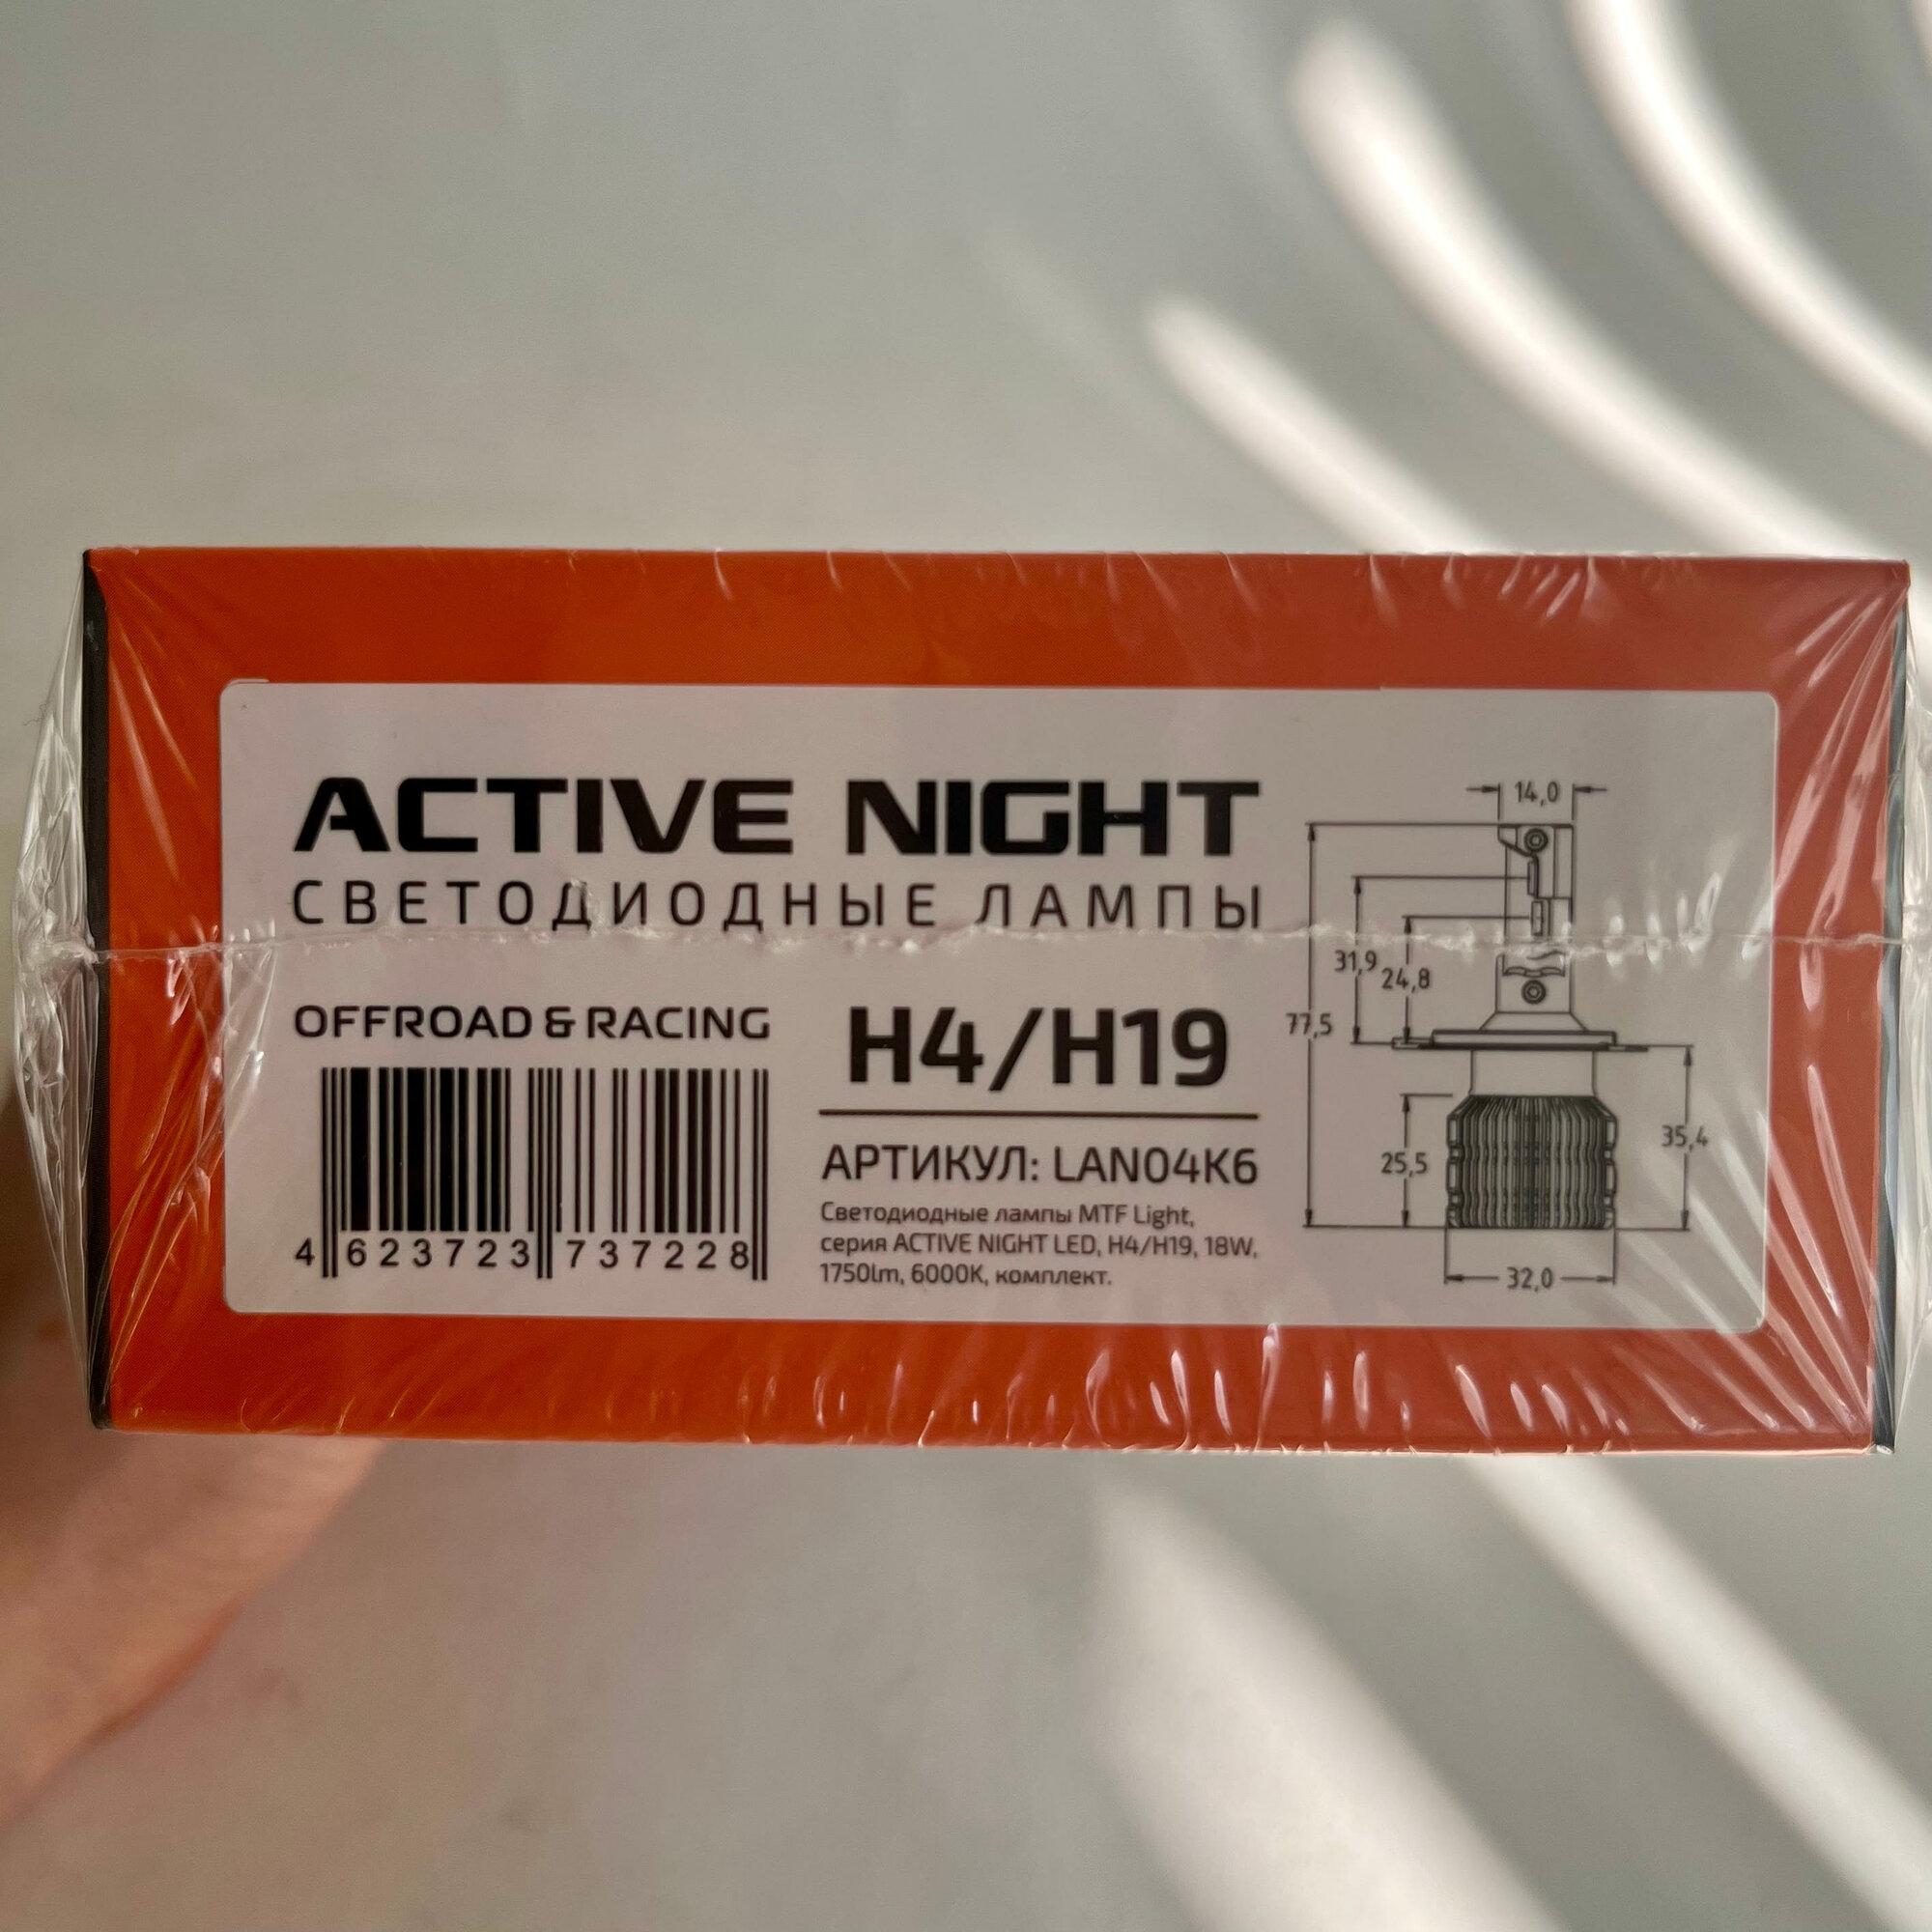 ACTIVE NIGHT
СВЕТОДИОДНЫЕ ЛАМПЫ
OFFROAD & RACING
4 623723 737228
H4/H19
АРТИКУЛ: LAN04K6
Светодиодные лампы MTF Light,
серия ACTIVE NIGHT LED, H4/H19, 18W,
1750lm, 6000K, комплект.
14,0
31,9
24,8
77,5
35,4
25,5
32,0